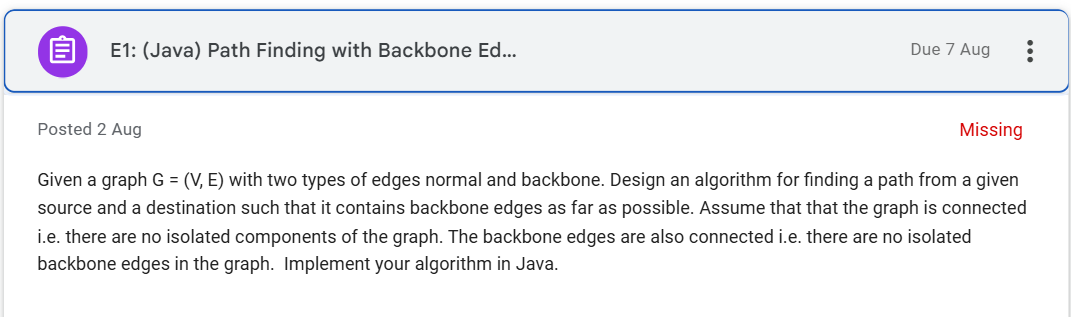 E1: (Java) Path Finding with Backbone Ed...
Due 7 Aug
Posted 2 Aug
Missing
Given a graph G = (V, E) with two types of edges normal and backbone. Design an algorithm for finding a path from a given
source and a destination such that it contains backbone edges as far as possible. Assume that that the graph is connected
i.e. there are no isolated components of the graph. The backbone edges are also connected i.e. there are no isolated
backbone edges in the graph.  Implement your algorithm in Java.